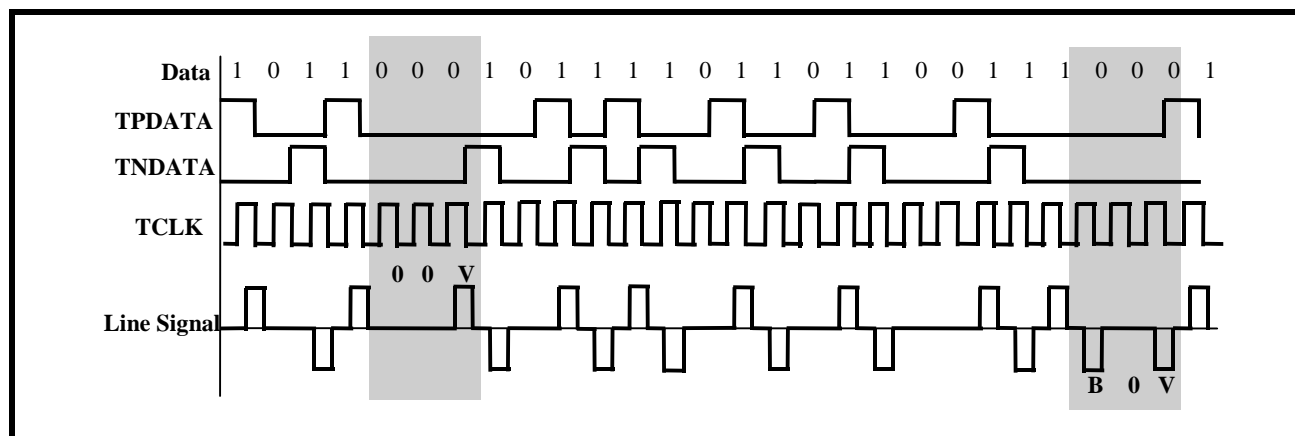 Data 1 0 1 1 0 0 0 1 0 1 1 1 1 0 1 1 0 1 1 0 0 1 1 1 0 0 0 1
TPDATA
TNDATA
TCLK
0 0 V
Line Signal
B 0 V